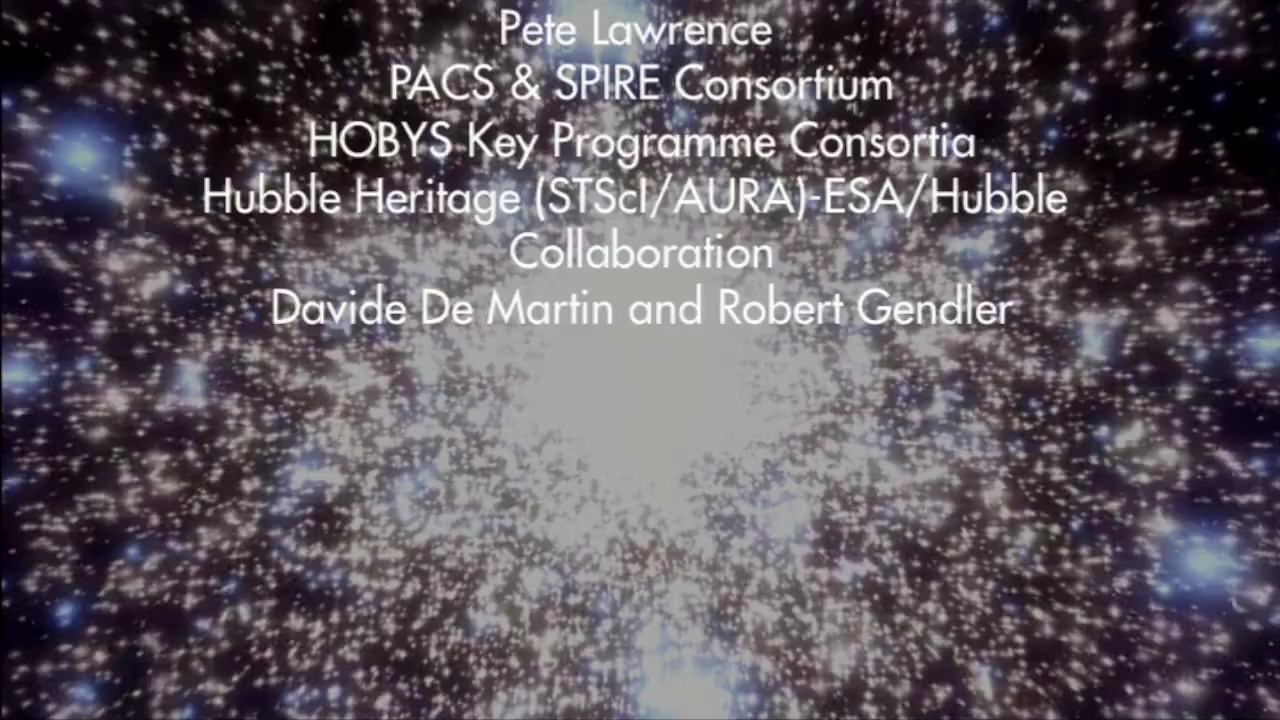 Pete Lawrence
PACS & SPIRE Consortium
HOBYS Key Programme Consortia
Hubble Heritage (STScI/AURA)-ESA/Hubble
Collaboration
Davide De Martin and Robert Gendler